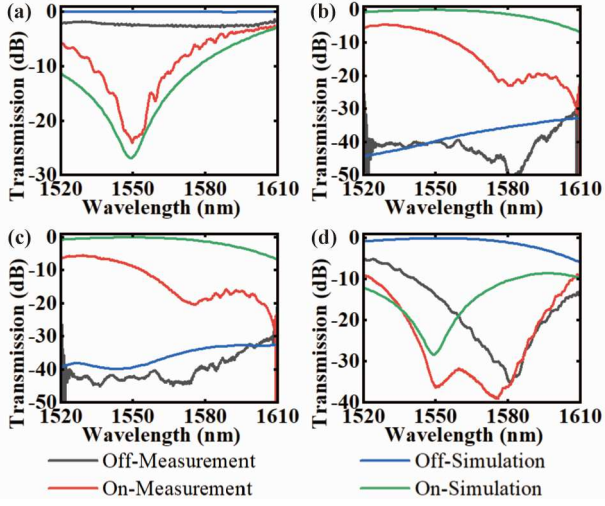 (a)
0
-10
-20
-30
Transmission (dB)
1520 1550 1580 1610
Wavelength (nm)
(b)
0
-10
-20
-30
-40
-50
Transmission (dB)
1520 1550 1580 1610
Wavelength (nm)
(c)
0
-10
-20
-30
-40
-50
Transmission (dB)
1520 1550 1580 1610
Wavelength (nm)
(d)
0
-10
-20
-30
-40
Transmission (dB)
1520 1550 1580 1610
Wavelength (nm)
Off-Measurement Off-Simulation
On-Measurement On-Simulation